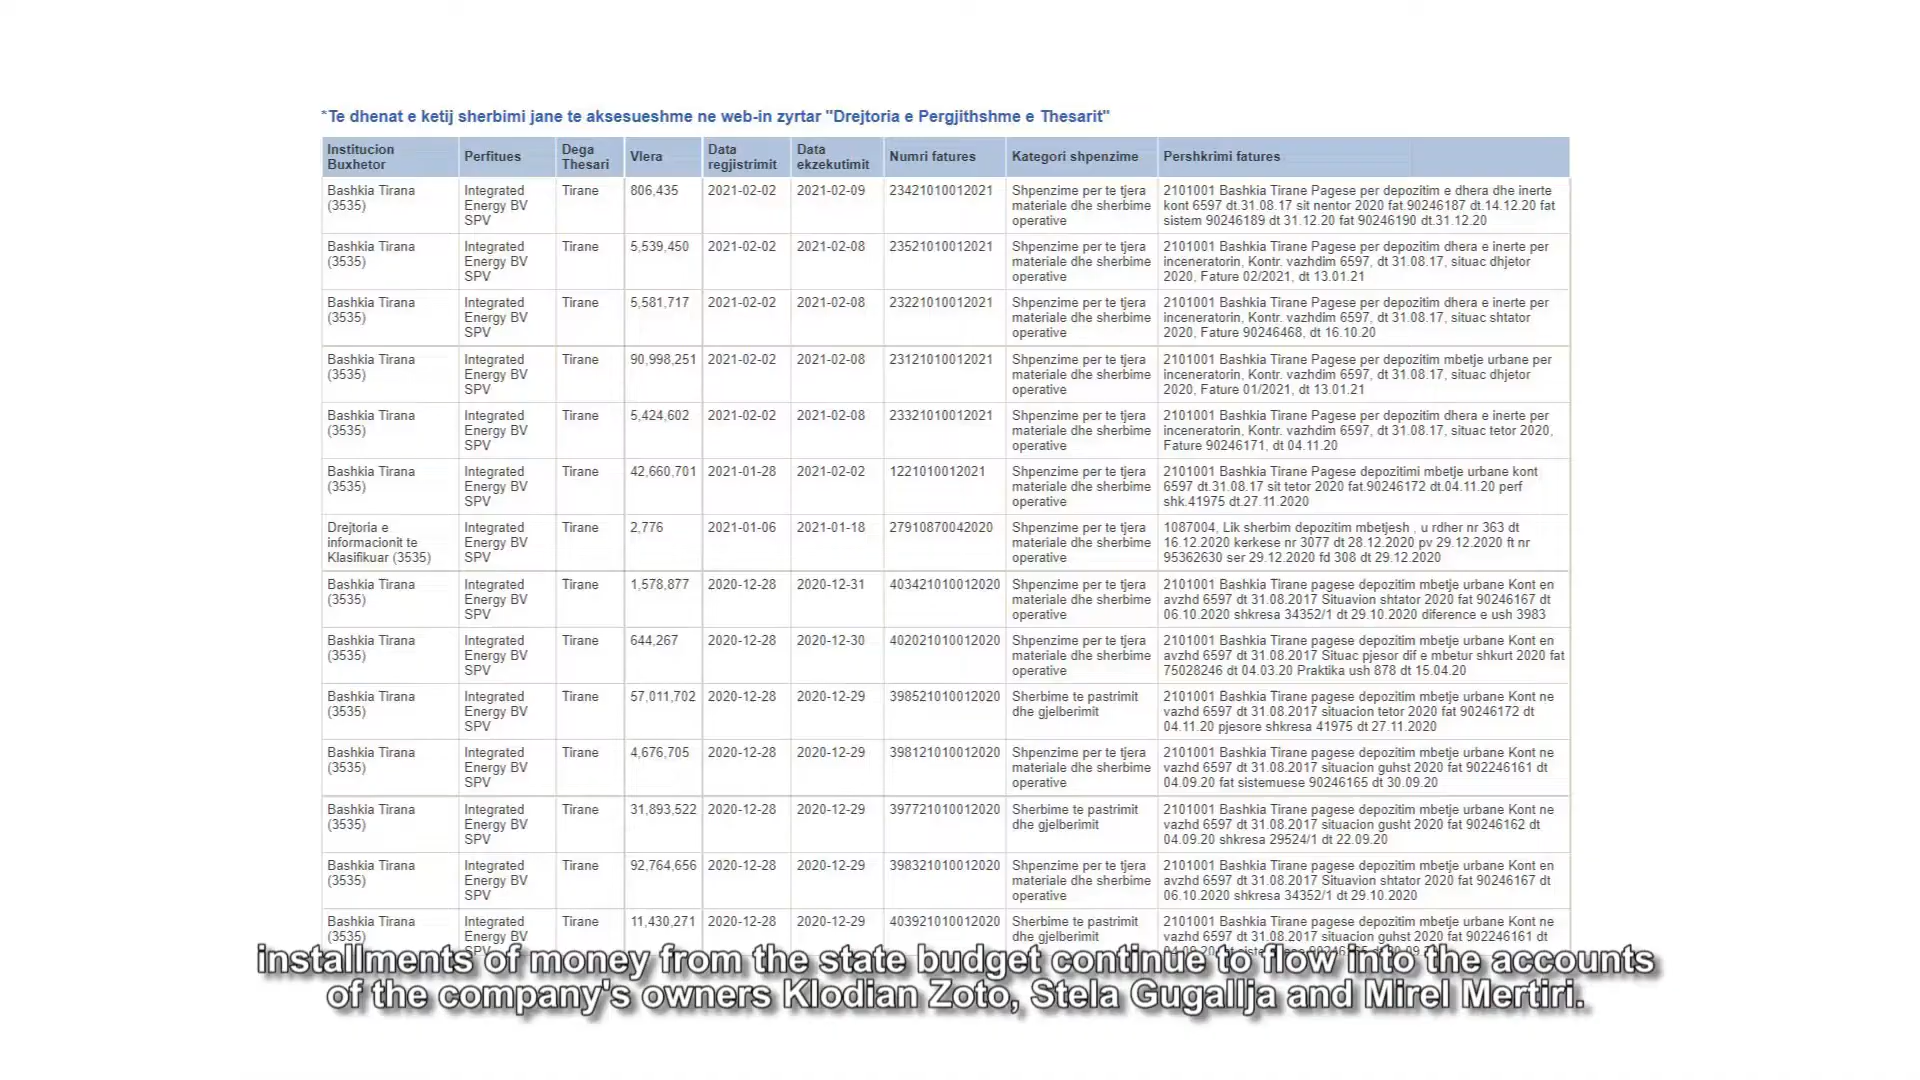 *Te dhenat e ketij sherbimi jane te aksesueshme ne web-in zyrtar "Drejtoria e Pergjithshme e Thesarit"
Institucion Buxhetor Perfitues Dega Thesari Vlera Data regjistrimit Data ekzekutimit Numri fatures Kategori shpenzime Pershkrimi fatures
Bashkia Tirana Integrated Tirane 806,435 2021-02-02 2021-02-09 23421010012021 Shpenzime per te tjera 2101001 Bashkia Tirane Pagese per depozitim e dhera dhe inerte
(3535) Energy BV materiale dhe sherbime kont 6597 dt.31.08.17 sit nentor 2020 fat.90246187 dt.14.12.20 fat
SPV operative sistem 90246189 dt 31.12.20 fat 90246190 dt.31.12.20
Bashkia Tirana Integrated Tirane 5,539,450 2021-02-02 2021-02-08 23521010012021 Shpenzime per te tjera 2101001 Bashkia Tirane Pagese per depozitim dhera e inerte per
(3535) Energy BV materiale dhe sherbime inceneratorin, Kontr. vazhdim 6597, dt 31.08.17, situac dhjetor
SPV operative 2020, Fature 02/2021, dt 13.01.21
Bashkia Tirana Integrated Tirane 5,581,717 2021-02-02 2021-02-08 23221010012021 Shpenzime per te tjera 2101001 Bashkia Tirane Pagese per depozitim dhera e inerte per
(3535) Energy BV materiale dhe sherbime inceneratorin, Kontr. vazhdim 6597, dt 31.08.17, situac shtator
SPV operative 2020, Fature 90246468, dt 16.10.20
Bashkia Tirana Integrated Tirane 90,998,251 2021-02-02 2021-02-08 23121010012021 Shpenzime per te tjera 2101001 Bashkia Tirane Pagese per depozitim mbetje urbane per
(3535) Energy BV materiale dhe sherbime inceneratorin, Kontr. vazhdim 6597, dt 31.08.17, situac dhjetor
SPV operative 2020, Fature 01/2021, dt 13.01.21
Bashkia Tirana Integrated Tirane 5,424,602 2021-02-02 2021-02-08 23321010012021 Shpenzime per te tjera 2101001 Bashkia Tirane Pagese per depozitim dhera e inerte per
(3535) Energy BV materiale dhe sherbime inceneratorin, Kontr. vazhdim 6597, dt 31.08.17, situac tetor 2020,
SPV operative Fature 90246171, dt 04.11.20
Bashkia Tirana Integrated Tirane 42,660,701 2021-01-28 2021-02-02 1221010012021 Shpenzime per te tjera 2101001 Bashkia Tirane Pagese depozitimi mbetje urbane kont
(3535) Energy BV materiale dhe sherbime 6597 dt.31.08.17 sit tetor 2020 fat.90246172 dt.04.11.20 perf
SPV operative shk.41975 dt.27.11.2020
Drejtoria e Integrated Tirane 2,776 2021-01-06 2021-01-18 27910870042020 Shpenzime per te tjera 1087004, Lik sherbim depozitim mbetjesh , u rdher nr 363 dt
informacionit te Energy BV materiale dhe sherbime 16.12.2020 kerkese nr 3077 dt 28.12.2020 pv 29.12.2020 ft nr
Klasifikuar (3535) SPV operative 95362630 ser 29.12.2020 fd 308 dt 29.12.2020
Bashkia Tirana Integrated Tirane 1,578,877 2020-12-28 2020-12-31 403421010012020 Shpenzime per te tjera 2101001 Bashkia Tirane pagese depozitim mbetje urbane Kont en
(3535) Energy BV materiale dhe sherbime avzhd 6597 dt 31.08.2017 Situavion shtator 2020 fat 90246167 dt
SPV operative 06.10.2020 shkresa 34352/1 dt 29.10.2020 diference e ush 3983
Bashkia Tirana Integrated Tirane 644,267 2020-12-28 2020-12-30 402021010012020 Shpenzime per te tjera 2101001 Bashkia Tirane pagese depozitim mbetje urbane Kont en
(3535) Energy BV materiale dhe sherbime avzhd 6597 dt 31.08.2017 Situac pjesor dif e mbetur shkurt 2020 fat
SPV operative 75028246 dt 04.03.20 Praktika ush 878 dt 15.04.20
Bashkia Tirana Integrated Tirane 57,011,702 2020-12-28 2020-12-29 398521010012020 Sherbime te pastrimit 2101001 Bashkia Tirane pagese depozitim mbetje urbane Kont ne
(3535) Energy BV dhe gjelberimit vazhd 6597 dt 31.08.2017 situacion tetor 2020 fat 90246172 dt
SPV 04.11.20 pjesore shkresa 41975 dt 27.11.2020
Bashkia Tirana Integrated Tirane 4,676,705 2020-12-28 2020-12-29 398121010012020 Shpenzime per te tjera 2101001 Bashkia Tirane pagese depozitim mbetje urbane Kont ne
(3535) Energy BV materiale dhe sherbime vazhd 6597 dt 31.08.2017 situacion guhst 2020 fat 902246161 dt
SPV operative 04.09.20 fat sistemuese 90246165 dt 30.09.20
Bashkia Tirana Integrated Tirane 31,893,522 2020-12-28 2020-12-29 397721010012020 Sherbime te pastrimit 2101001 Bashkia Tirane pagese depozitim mbetje urbane Kont ne
(3535) Energy BV dhe gjelberimit vazhd 6597 dt 31.08.2017 situacion gusht 2020 fat 90246162 dt
SPV 04.09.20 shkresa 29524/1 dt 22.09.20
Bashkia Tirana Integrated Tirane 92,764,656 2020-12-28 2020-12-29 398321010012020 Shpenzime per te tjera 2101001 Bashkia Tirane pagese depozitim mbetje urbane Kont en
(3535) Energy BV materiale dhe sherbime avzhd 6597 dt 31.08.2017 Situavion shtator 2020 fat 90246167 dt
SPV operative 06.10.2020 shkresa 34352/1 dt 29.10.2020
Bashkia Tirana Integrated Tirane 11,430,271 2020-12-28 2020-12-29 403921010012020 Sherbime te pastrimit 2101001 Bashkia Tirane pagese depozitim mbetje urbane Kont ne
(3535) Energy BV dhe gjelberimit vazhd 6597 dt 31.08.2017 situacion guhst 2020 fat 902246161 dt
installments of money from the state budget continue to flow into the accounts
of the company's owners Klodian Zoto, Stela Gugallja and Mirel Mertiri.